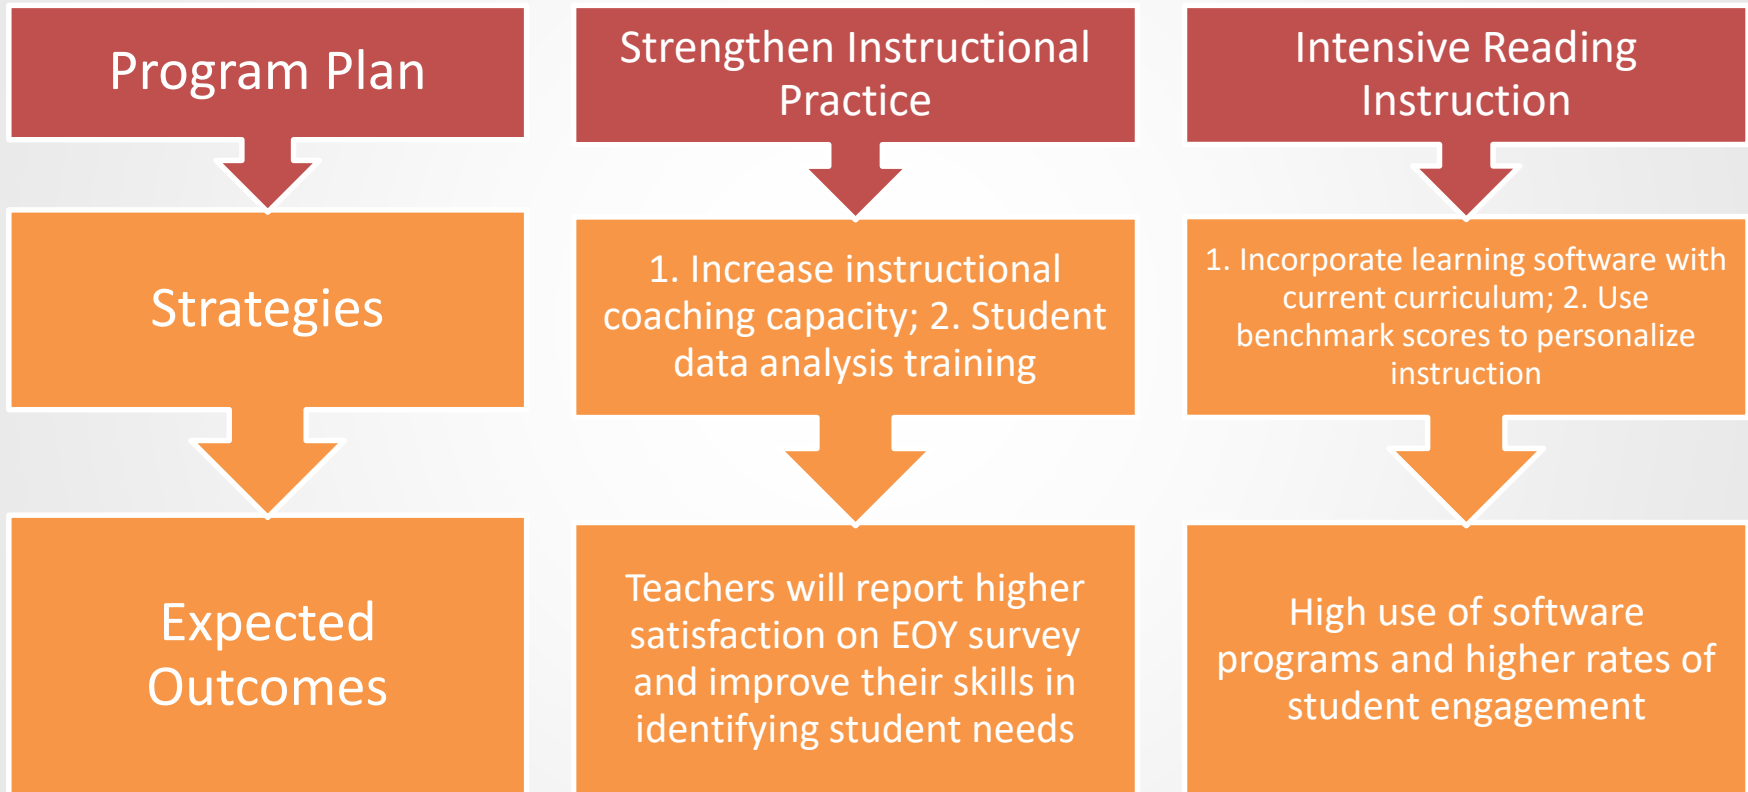 Program Plan
Strategies
Expected
Outcomes
Strengthen Instructional
Practice
1. Increase instructional
coaching capacity; 2. Student
data analysis training
Teachers will report higher
satisfaction on EOY survey
and improve their skills in
identifying student needs
Intensive Reading
Instruction
1. Incorporate learning software with
current curriculum; 2. Use
benchmark scores to personalize
instruction
High use of software
programs and higher rates of
student engagement